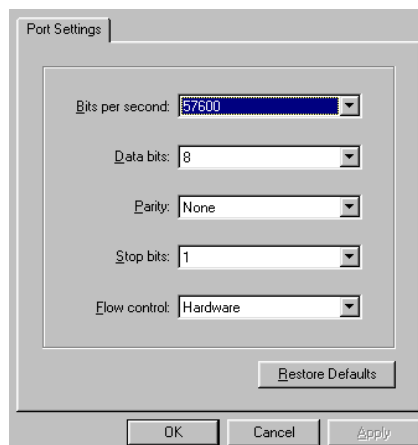 Port Settings
Bits per second: 57600
Data bits: 8
Parity: None
Stop bits: 1
Flow control: Hardware
Restore Defaults
OK Cancel Apply